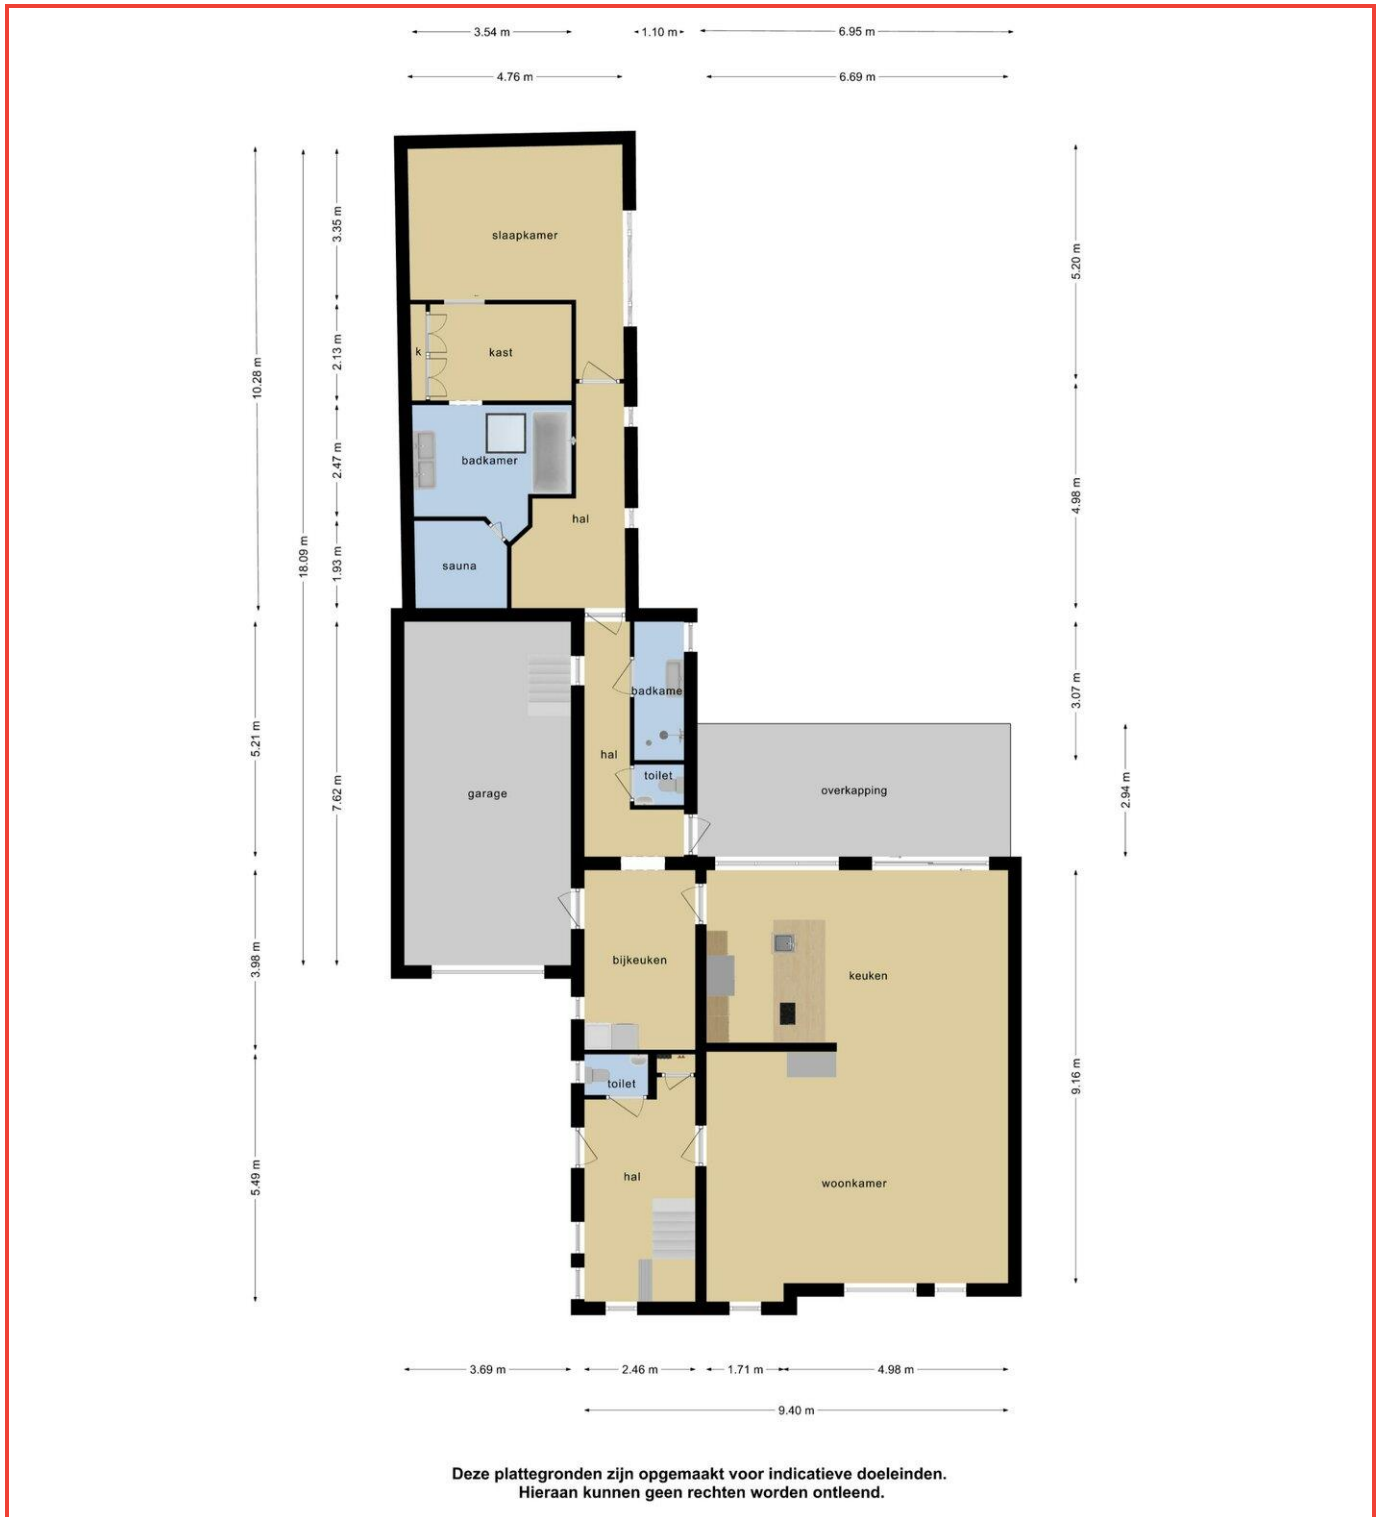 3.54 m
1.10 m
6.95 m
4.76 m
6.69 m
3.35 m
slaapkamer
5.20 m
10.28 m
2.13 m
k
kast
2.47 m
badkamer
4.98 m
hal
18.09 m
1.93 m
sauna
5.21 m
7.62 m
garage
hal
badkame
toilet
3.07 m
overkapping
2.94 m
3.98 m
bijkeuken
keuken
9.16 m
toilet
5.49 m
hal
woonkamer
3.69 m
2.46 m
1.71 m
4.98 m
9.40 m
Deze plattegronden zijn opgemaakt voor indicatieve doeleinden.
Hieraan kunnen geen rechten worden ontleend.